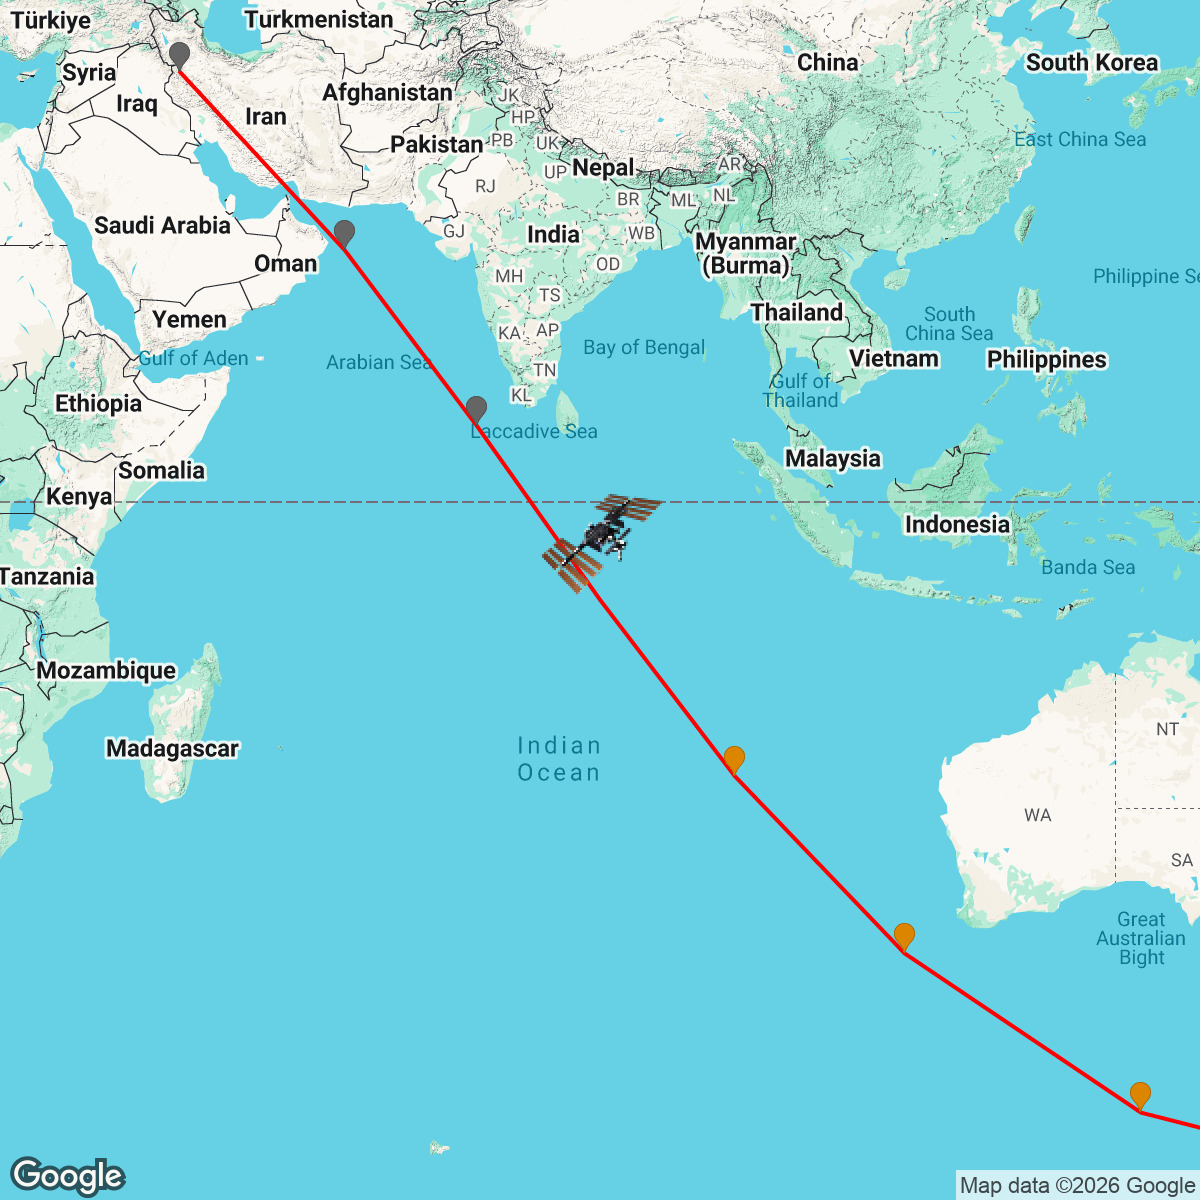 Türkiye
Turkmenistan
Syria
Afghanistan
China
South Korea
Iraq
Iran
JK
HP
East China Sea
Pakistan
PB
UK
UP
Nepal
AR
RJ
BR
ML
NL
Saudi Arabia
GJ
India
WB
Myanmar
(Burma)
Oman
MH
OD
Philippine Se
TS
Yemen
KA
AP
Thailand
South
China Sea
Gulf of Aden
Arabian Sea
Bay of Bengal
Vietnam
Philippines
TN
Gulf of
Thailand
KL
Ethiopia
Laccadive Sea
Somalia
Malaysia
Kenya
Indonesia
Tanzania
Banda Sea
Mozambique
Madagascar
Indian
Ocean
NT
WA
SA
Great
Australian
Bight
Google
Map data ©2026 Google